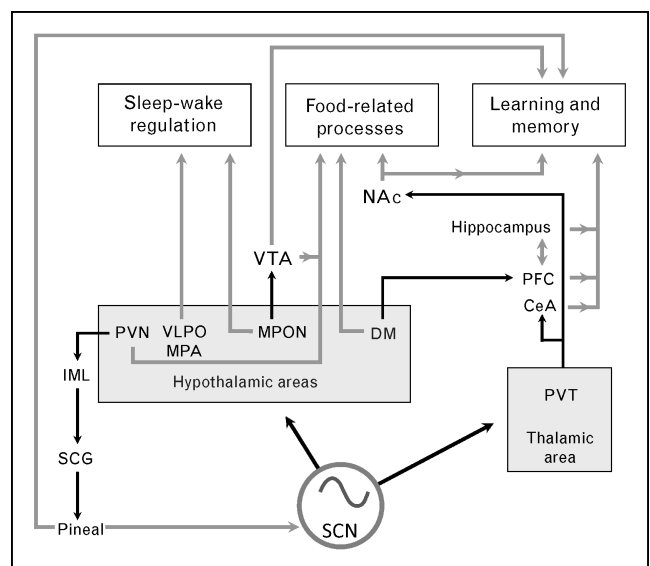 Sleep-wake
regulation
Food-related
processes
Learning and
memory
NAc
Hippocampus
VTA
PFC
CeA
PVN
VLPO
MPA
MPON
DM
Hypothalamic areas
IML
PVT
Thalamic
area
SCG
SCN
Pineal